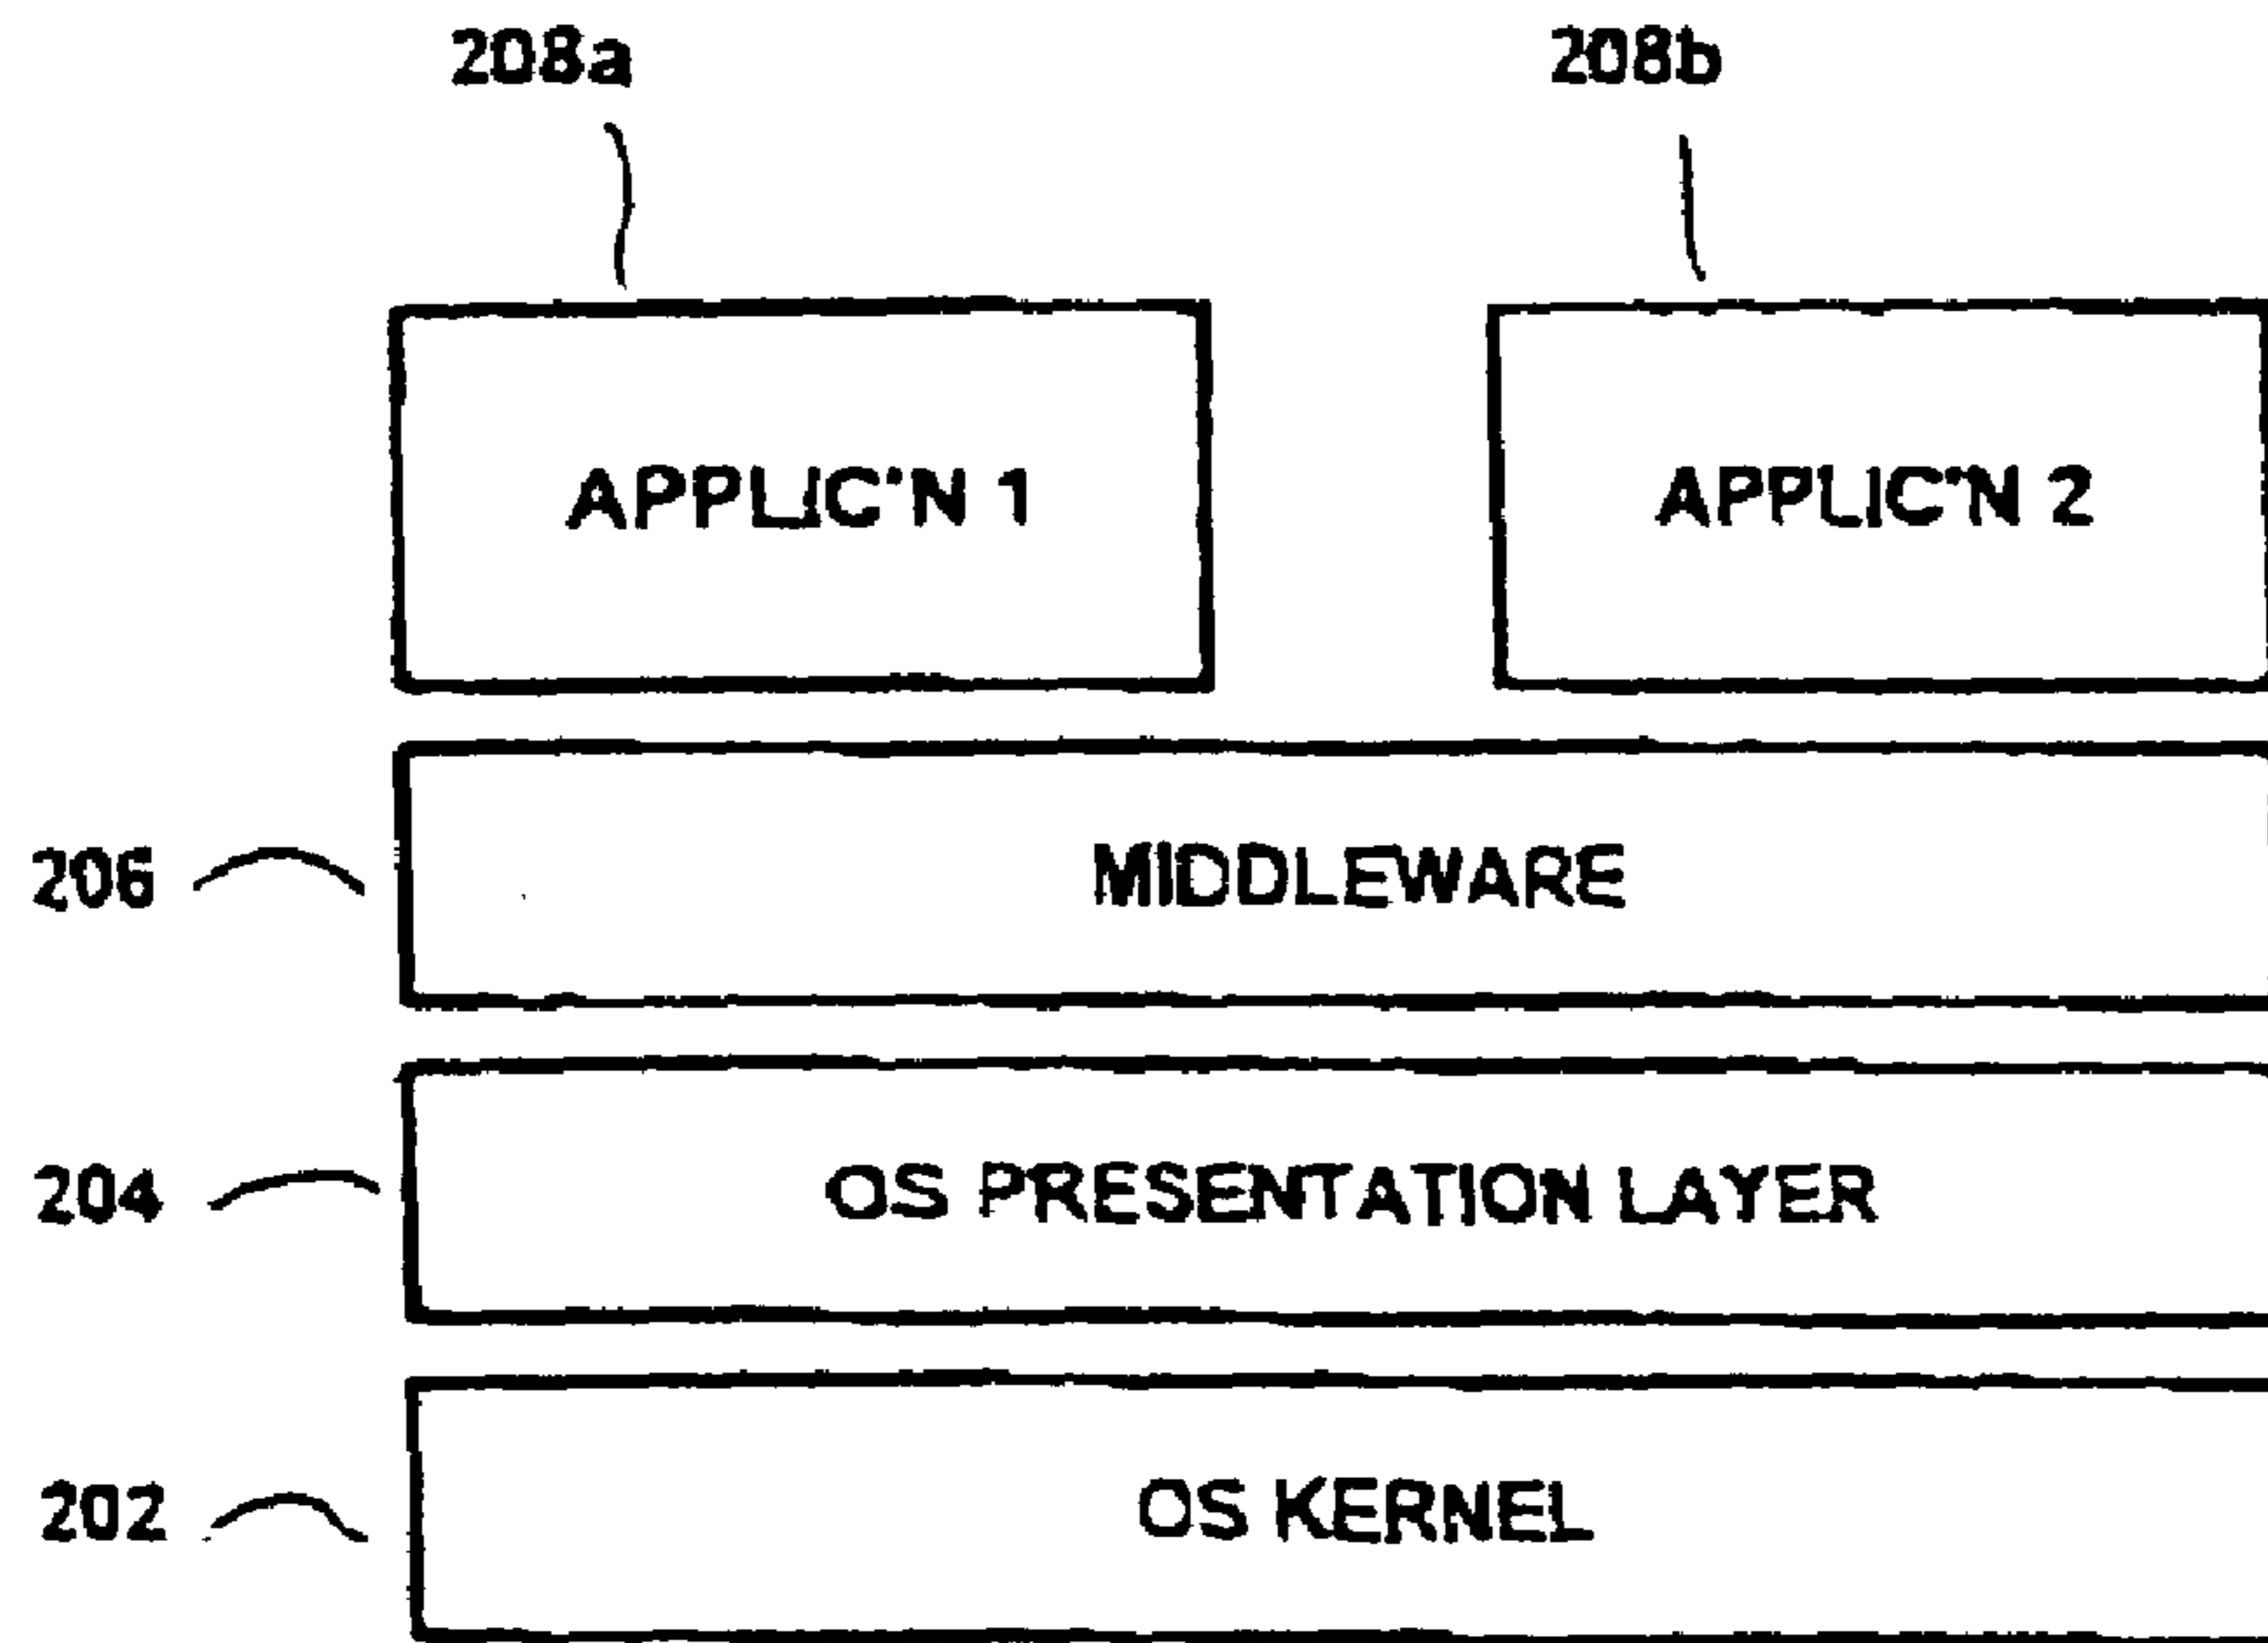 208a 208b
APPLIC'N 1 APPLIC'N 2
206 MIDDLEWARE
204 OS PRESENTATION LAYER
202 OS KERNEL